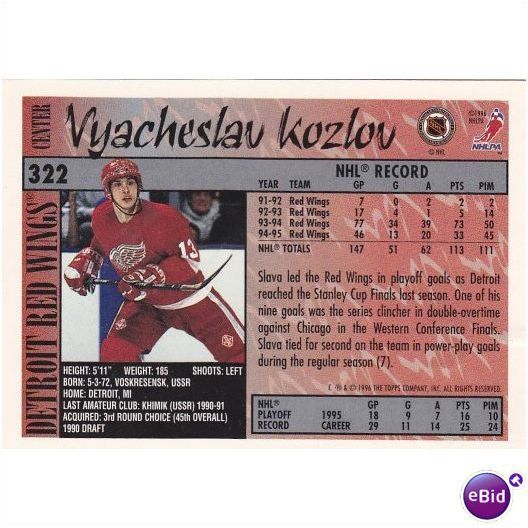 CENTER
DETROIT RED WINGS
Vyacheslav Kozlov
NHL
© NHL
©1996
NHLPA
NHLPA
322
NHL® RECORD
YEAR TEAM GP G A PTS PIM
91-92 Red Wings 7 0 2 2 2
92-93 Red Wings 17 4 1 5 14
93-94 Red Wings 77 34 39 73 50
94-95 Red Wings 46 13 20 33 45
NHL® TOTALS 147 51 62 113 111
13
Slava led the Red Wings in playoff goals as Detroit
reached the Stanley Cup Finals last season. One of his
nine goals was the series clincher in double-overtime
against Chicago in the Western Conference Finals.
Slava tied for second on the team in power-play goals
during the regular season (7).
HEIGHT: 5'11" WEIGHT: 185 SHOOTS: LEFT
BORN: 5-3-72, VOSKRESENSK, USSR
HOME: DETROIT, MI
LAST AMATEUR CLUB: KHIMIK (USSR) 1990-91
ACQUIRED: 3rd ROUND CHOICE (45th OVERALL)
1990 DRAFT
® & © 1996 THE TOPPS COMPANY, INC. ALL RIGHTS RESERVED.
NHL® GP G A PTS PIM
PLAYOFF 1995 18 9 7 16 10
RECORD CAREER 29 11 14 25 24
eBid